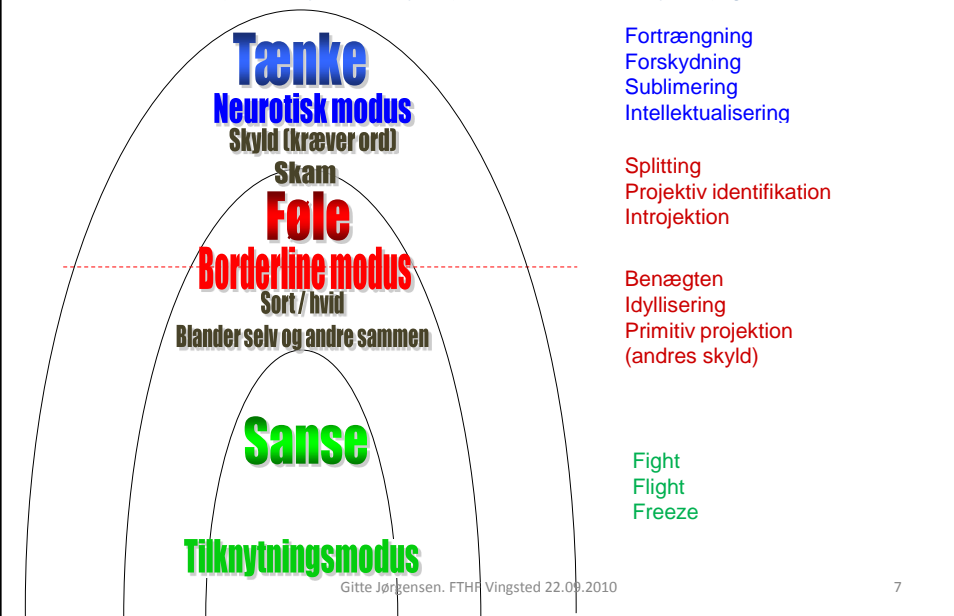 Tænke
Neurotisk modus
Skyld (kræver ord)
Skam
Føle
Borderline modus
Sort / hvid
Blander selv og andre sammen
Sanse
Tilknytningsmodus
Fortrængning
Forskydning
Sublimering
Intellektualisering
Splitting
Projektiv identifikation
Introjektion
Benægten
Idyllisering
Primitiv projektion
(andres skyld)
Fight
Flight
Freeze
Gitte Jørgensen. FTHF Vingsted 22.09.2010
7